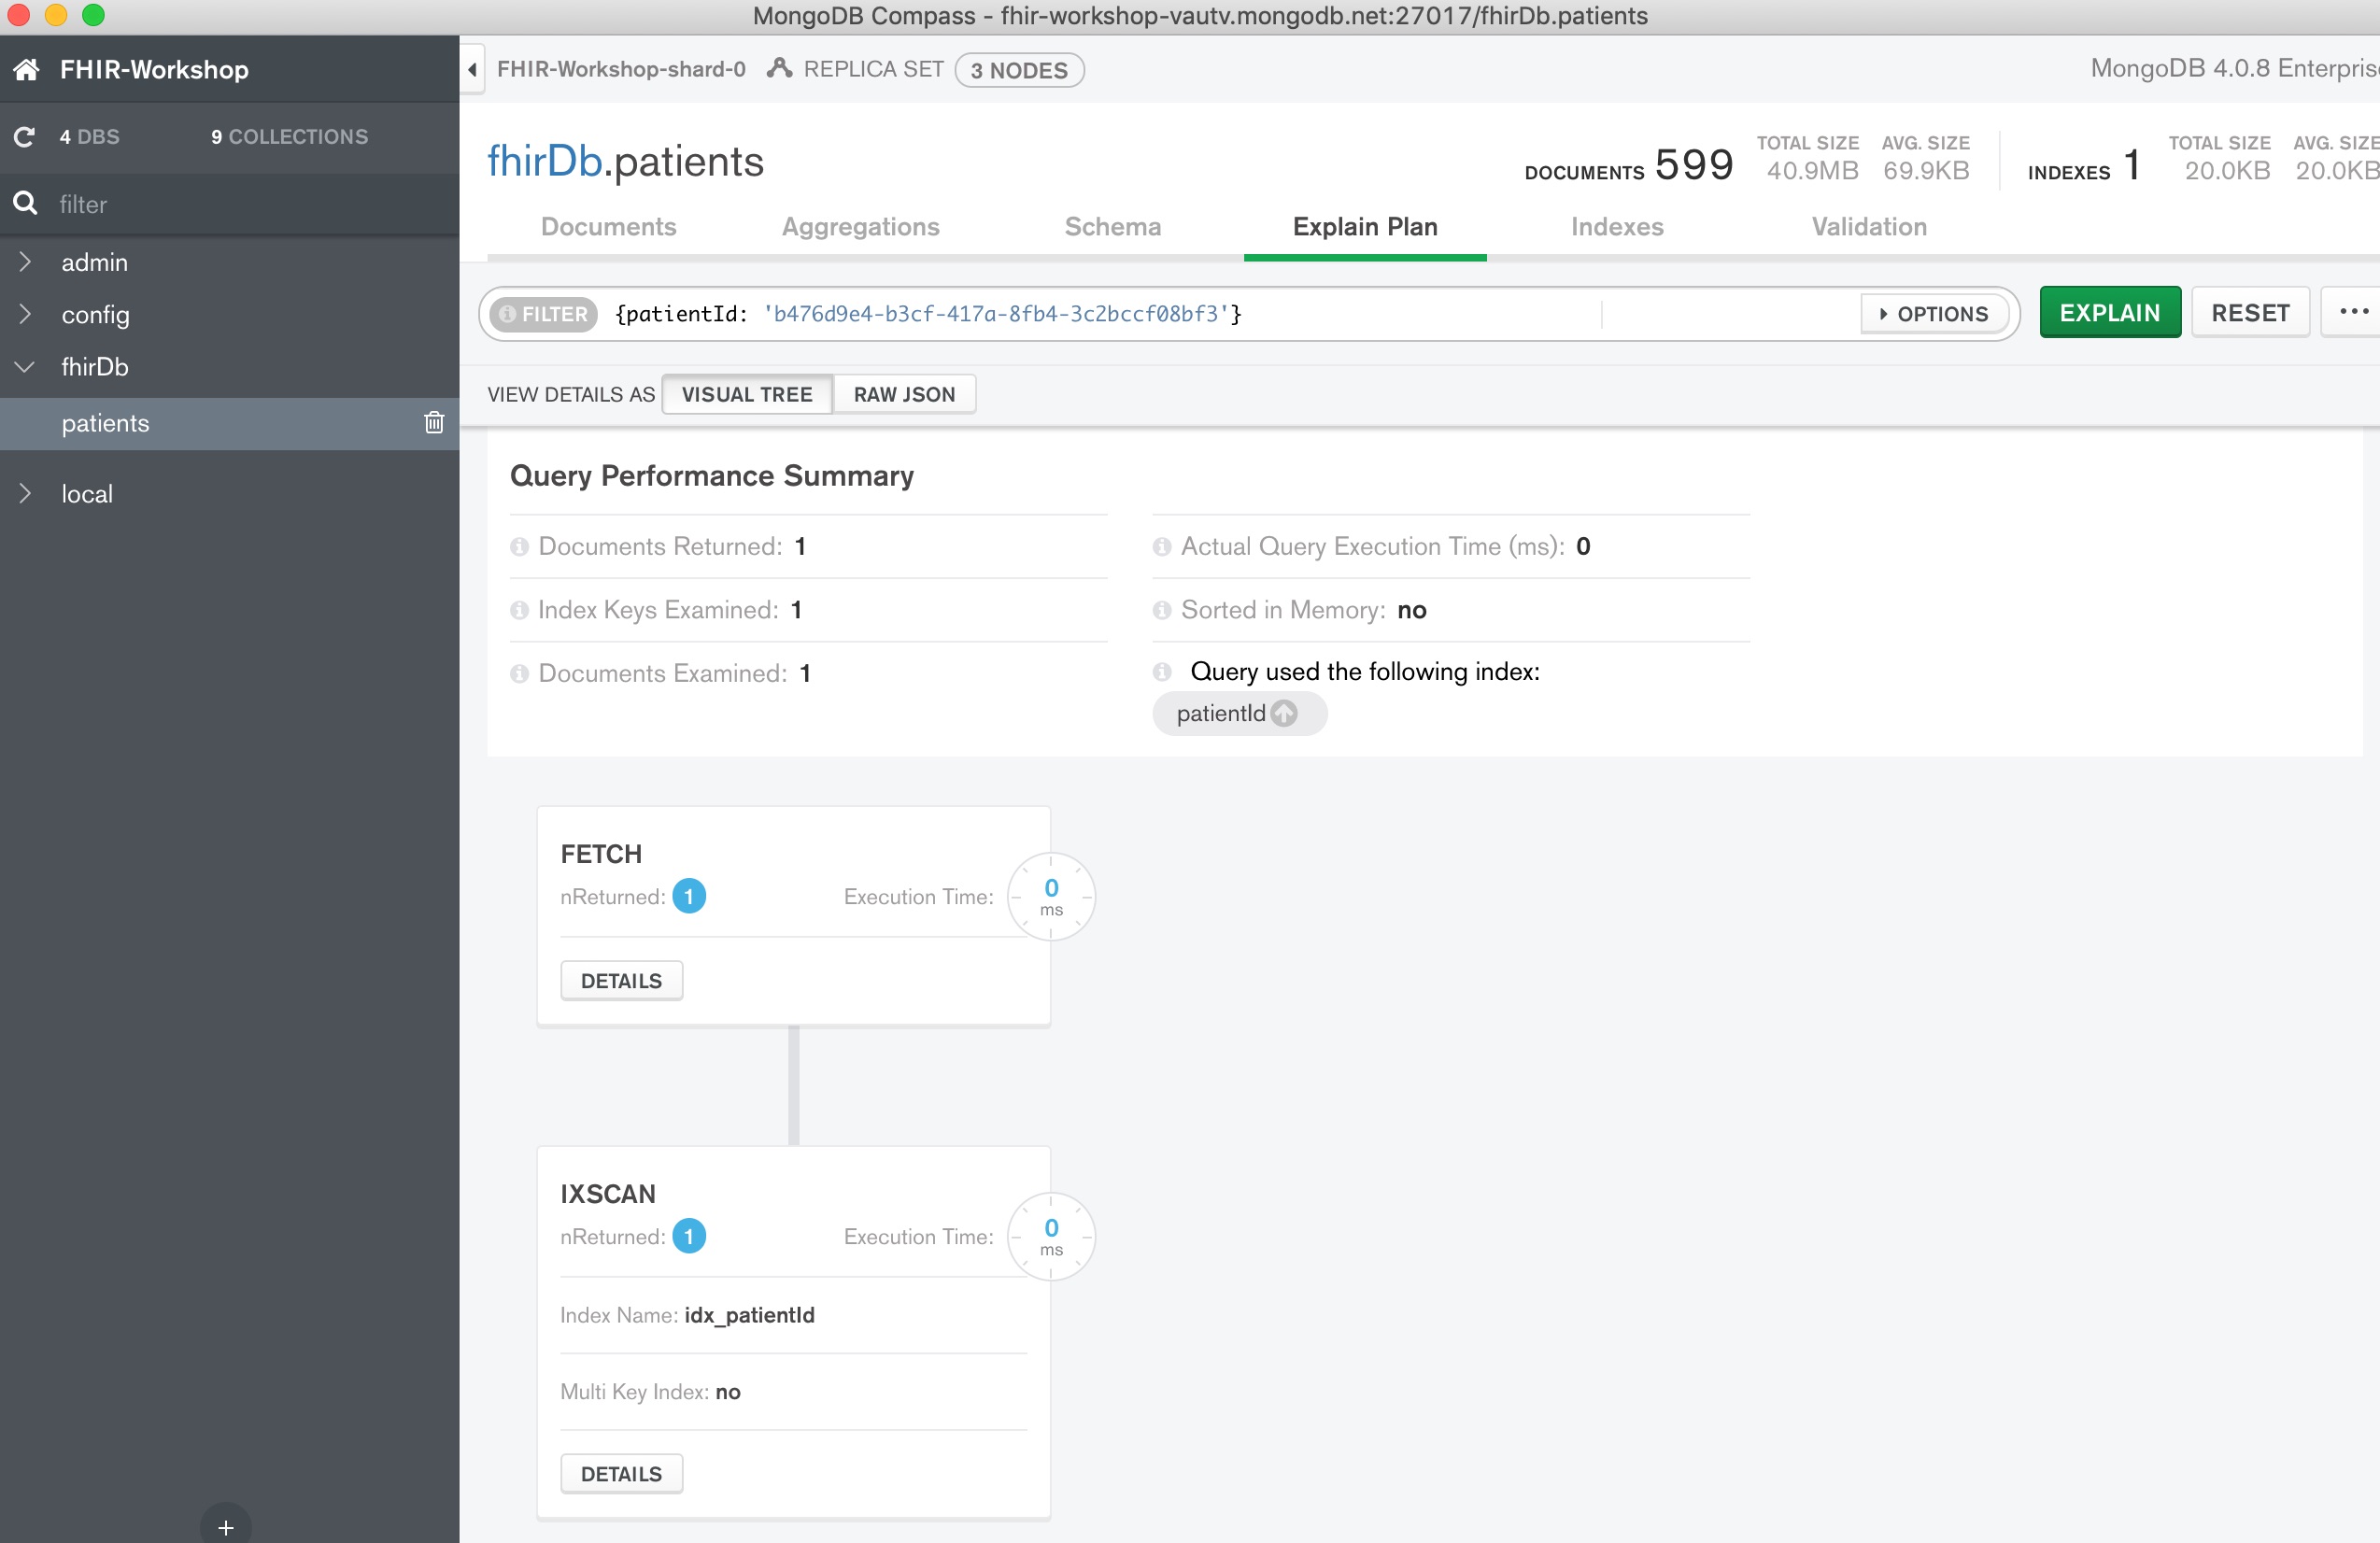 MongoDB Compass - fhir-workshop-vautv.mongodb.net:27017/fhirDb.patients
FHIR-Workshop
4 DBS 9 COLLECTIONS
filter
admin
config
fhirDb
patients
local
+
FHIR-Workshop-shard-0 REPLICA SET 3 NODES
MongoDB 4.0.8 Enterpris
fhirDb.patients
DOCUMENTS 599 TOTAL SIZE 40.9MB AVG. SIZE 69.9KB
INDEXES 1 TOTAL SIZE 20.0KB AVG. SIZE 20.0KB
Documents Aggregations Schema Explain Plan Indexes Validation
FILTER {patientId: 'b476d9e4-b3cf-417a-8fb4-3c2bccf08bf3'} OPTIONS EXPLAIN RESET ...
VIEW DETAILS AS VISUAL TREE RAW JSON
Query Performance Summary
Documents Returned: 1
Index Keys Examined: 1
Documents Examined: 1
Actual Query Execution Time (ms): 0
Sorted in Memory: no
Query used the following index:
patientId
FETCH
nReturned: 1 Execution Time: 0 ms
DETAILS
IXSCAN
nReturned: 1 Execution Time: 0 ms
Index Name: idx_patientId
Multi Key Index: no
DETAILS